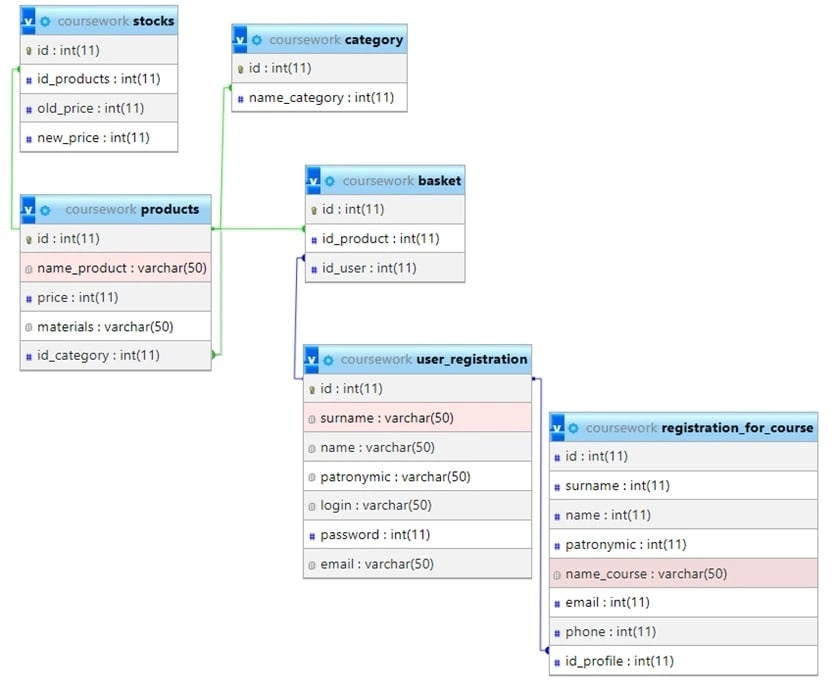 coursework stocks
id : int(11)
id_products : int(11)
old_price : int(11)
new_price : int(11)
coursework category
id : int(11)
name_category : int(11)
coursework products
id : int(11)
name_product : varchar(50)
price : int(11)
materials : varchar(50)
id_category : int(11)
coursework basket
id : int(11)
id_product : int(11)
id_user : int(11)
coursework user_registration
id : int(11)
surname : varchar(50)
name : varchar(50)
patronymic : varchar(50)
login : varchar(50)
password : int(11)
email : varchar(50)
coursework registration_for_course
id : int(11)
surname : int(11)
name : int(11)
patronymic : int(11)
name_course : varchar(50)
email : int(11)
phone : int(11)
id_profile : int(11)